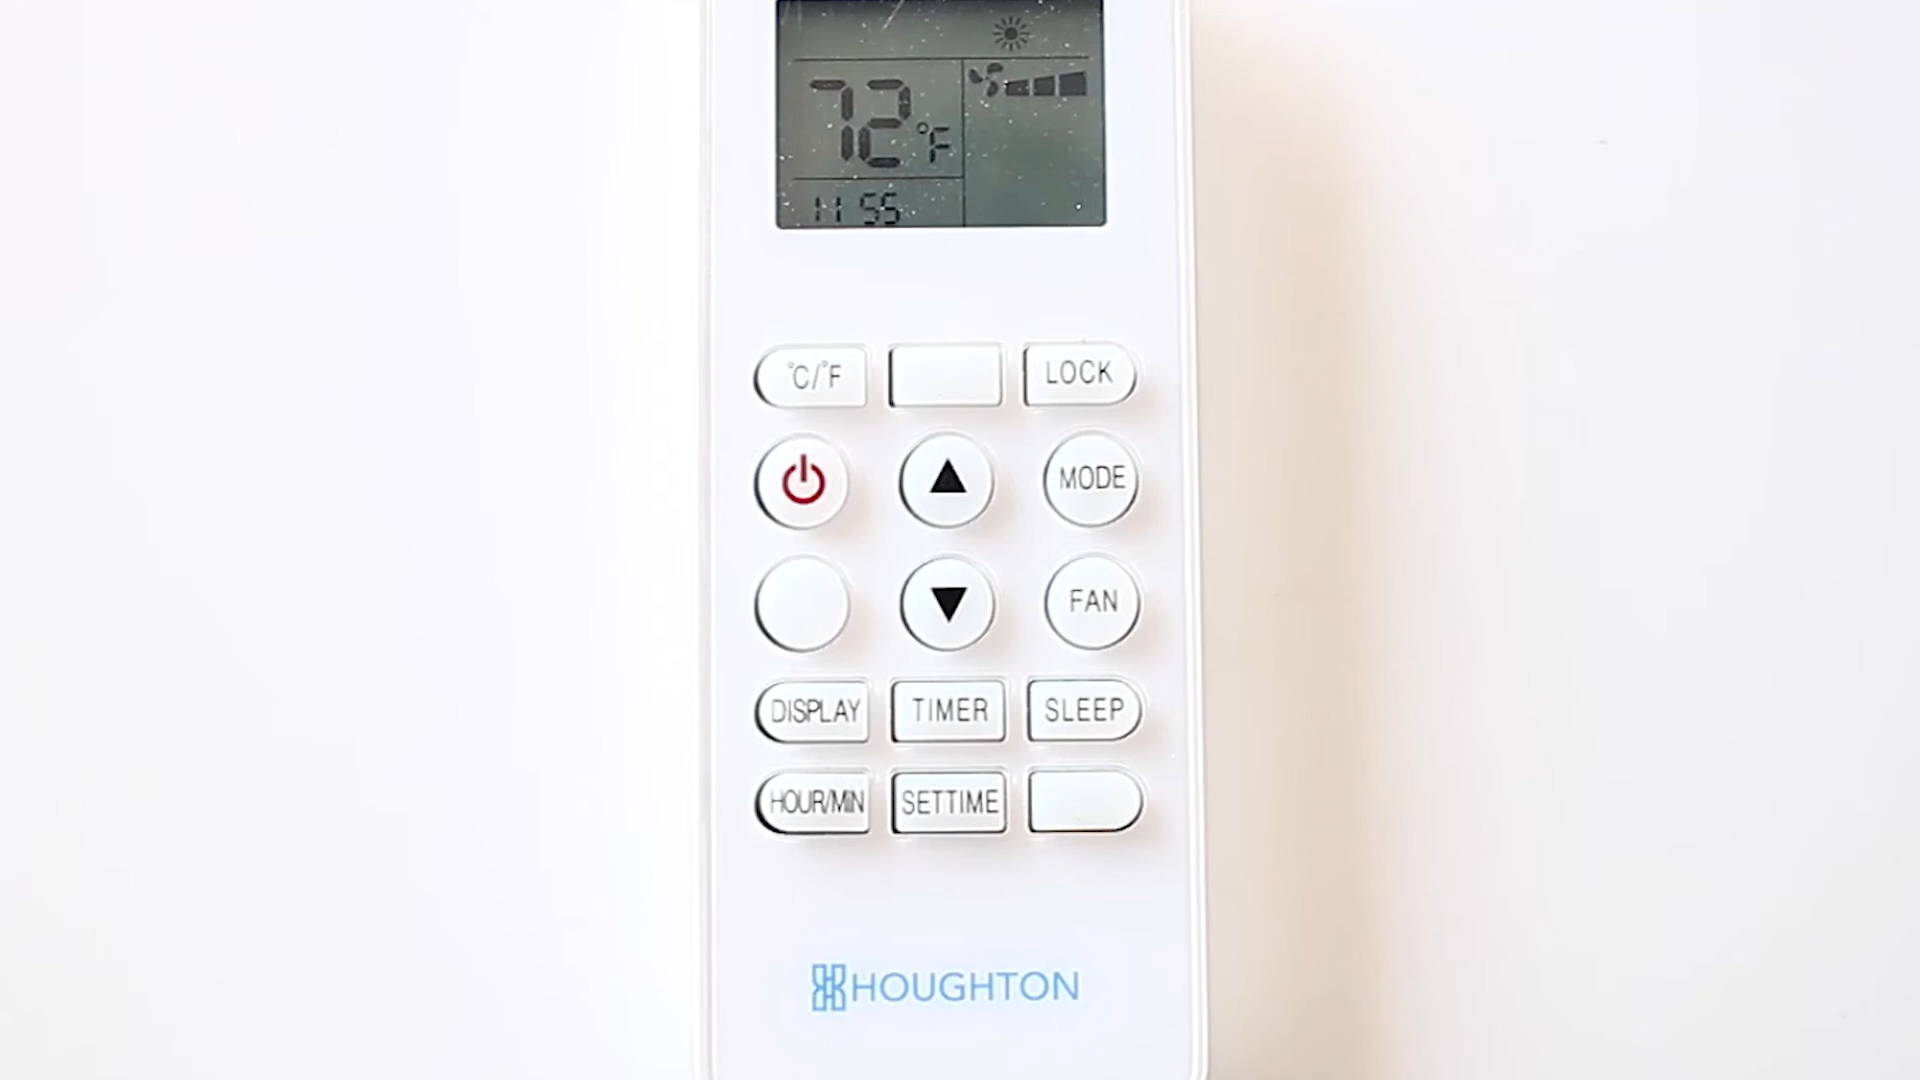 72°F
11 55
°C/°F
LOCK
MODE
FAN
DISPLAY TIMER SLEEP
HOUR/MIN SETTIME
HOUGHTON